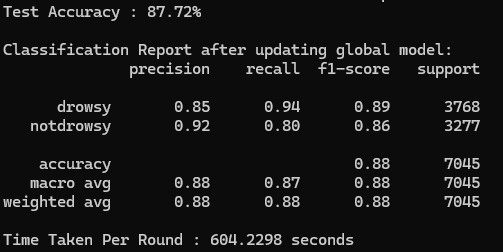 Test Accuracy : 87.72%
Classification Report after updating global model:
precision recall f1-score support
drowsy 0.85 0.94 0.89 3768
notdrowsy 0.92 0.80 0.86 3277
accuracy 0.88 7045
macro avg 0.88 0.87 0.88 7045
weighted avg 0.88 0.88 0.88 7045
Time Taken Per Round : 604.2298 seconds